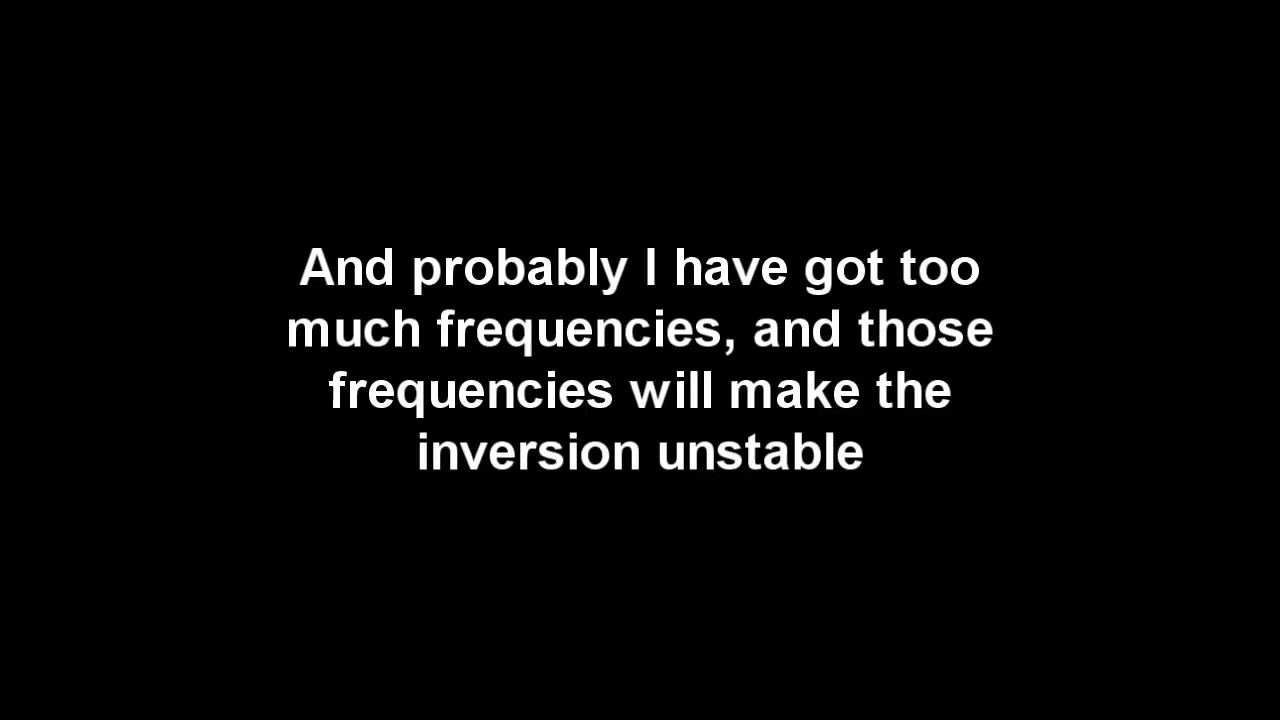 And probably I have got too
much frequencies, and those
frequencies will make the
inversion unstable